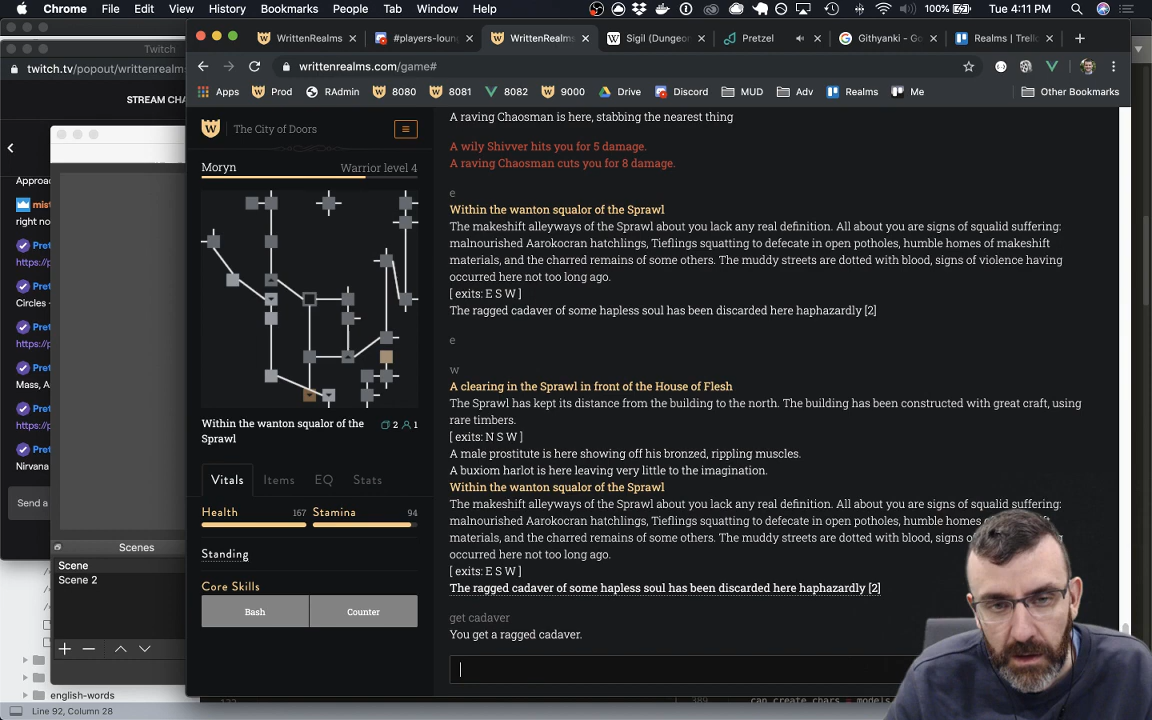 Chrome File Edit View History Bookmarks People Tab Window Help 100% Tue 4:11 PM
Twitch
WrittenRealms #players-loun WrittenRealms Sigil (Dungeo Pretzel Githyanki - Go Realms | Trell
twitch.tv/popout/writtenrealms
writtenrealms.com/game#
Apps Prod RAdmin 8080 8081 8082 9000 Drive Discord MUD Adv Realms Me Other Bookmarks
STREAM CHA
The City of Doors
Moryn Warrior level 4
Approac
right no
Circles -
Mass, A
Nirvana
Send a
Scenes
Scene
Scene 2
english-words
Line 92, Column 28
Within the wanton squalor of the Sprawl
2 1
Vitals Items EQ Stats
Health 167 Stamina 94
Standing
Core Skills
Bash Counter
A raving Chaosman is here, stabbing the nearest thing
A wily Shivver hits you for 5 damage.
A raving Chaosman cuts you for 8 damage.
e
Within the wanton squalor of the Sprawl
The makeshift alleyways of the Sprawl about you lack any real definition. All about you are signs of squalid suffering:
malnourished Aarokocran hatchlings, Tieflings squatting to defecate in open potholes, humble homes of makeshift
materials, and the charred remains of some others. The muddy streets are dotted with blood, signs of violence having
occurred here not too long ago.
[ exits: E S W ]
The ragged cadaver of some hapless soul has been discarded here haphazardly [2]
e
w
A clearing in the Sprawl in front of the House of Flesh
The Sprawl has kept its distance from the building to the north. The building has been constructed with great craft, using
rare timbers.
[ exits: N S W ]
A male prostitute is here showing off his bronzed, rippling muscles.
A buxiom harlot is here leaving very little to the imagination.
Within the wanton squalor of the Sprawl
The makeshift alleyways of the Sprawl about you lack any real definition. All about you are signs of squalid suffering:
malnourished Aarokocran hatchlings, Tieflings squatting to defecate in open potholes, humble homes of makeshift
materials, and the charred remains of some others. The muddy streets are dotted with blood, signs of
occurred here not too long ago.
[ exits: E S W ]
The ragged cadaver of some hapless soul has been discarded here haphazardly [2]
get cadaver
You get a ragged cadaver.
can create chars = models